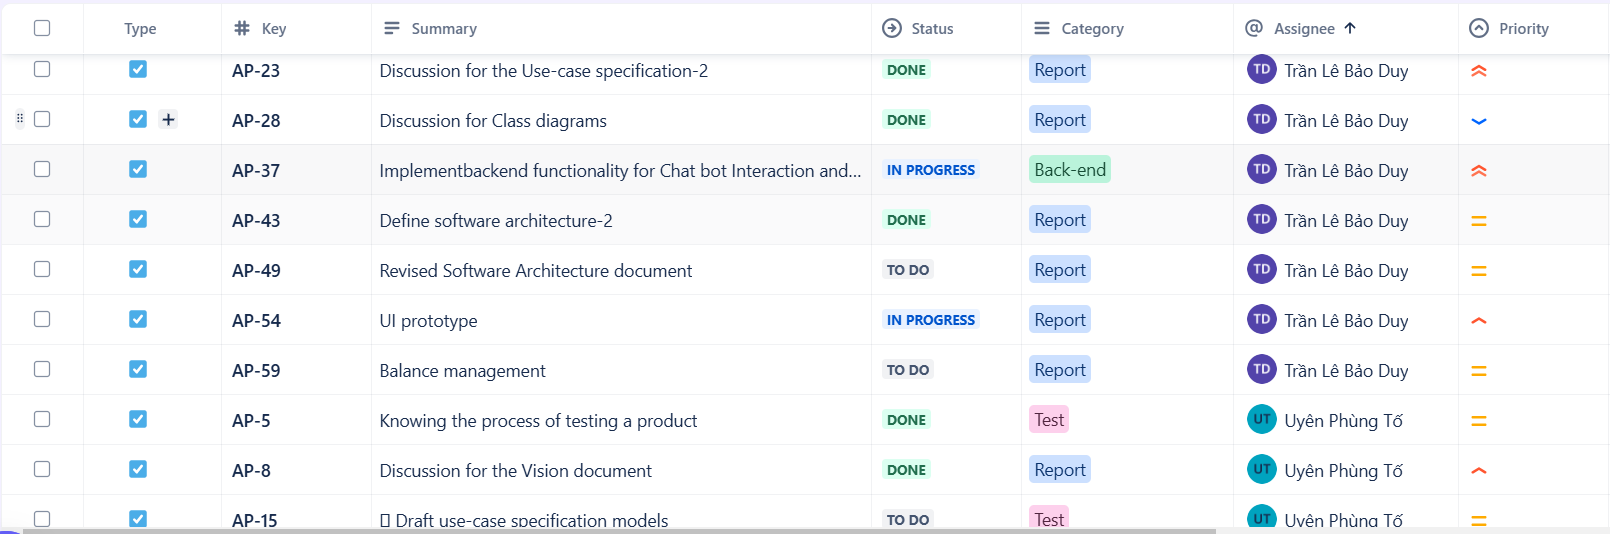 Type Key Summary Status Category Assignee Priority
AP-23 Discussion for the Use-case specification-2 DONE Report TD Trần Lê Bảo Duy
AP-28 Discussion for Class diagrams DONE Report TD Trần Lê Bảo Duy
AP-37 Implementbackend functionality for Chat bot Interaction and... IN PROGRESS Back-end TD Trần Lê Bảo Duy
AP-43 Define software architecture-2 DONE Report TD Trần Lê Bảo Duy
AP-49 Revised Software Architecture document TO DO Report TD Trần Lê Bảo Duy
AP-54 UI prototype IN PROGRESS Report TD Trần Lê Bảo Duy
AP-59 Balance management TO DO Report TD Trần Lê Bảo Duy
AP-5 Knowing the process of testing a product DONE Test UT Uyên Phùng Tố
AP-8 Discussion for the Vision document DONE Report UT Uyên Phùng Tố
AP-15 Draft use-case specification models TO DO Test UT Uyên Phùng Tố